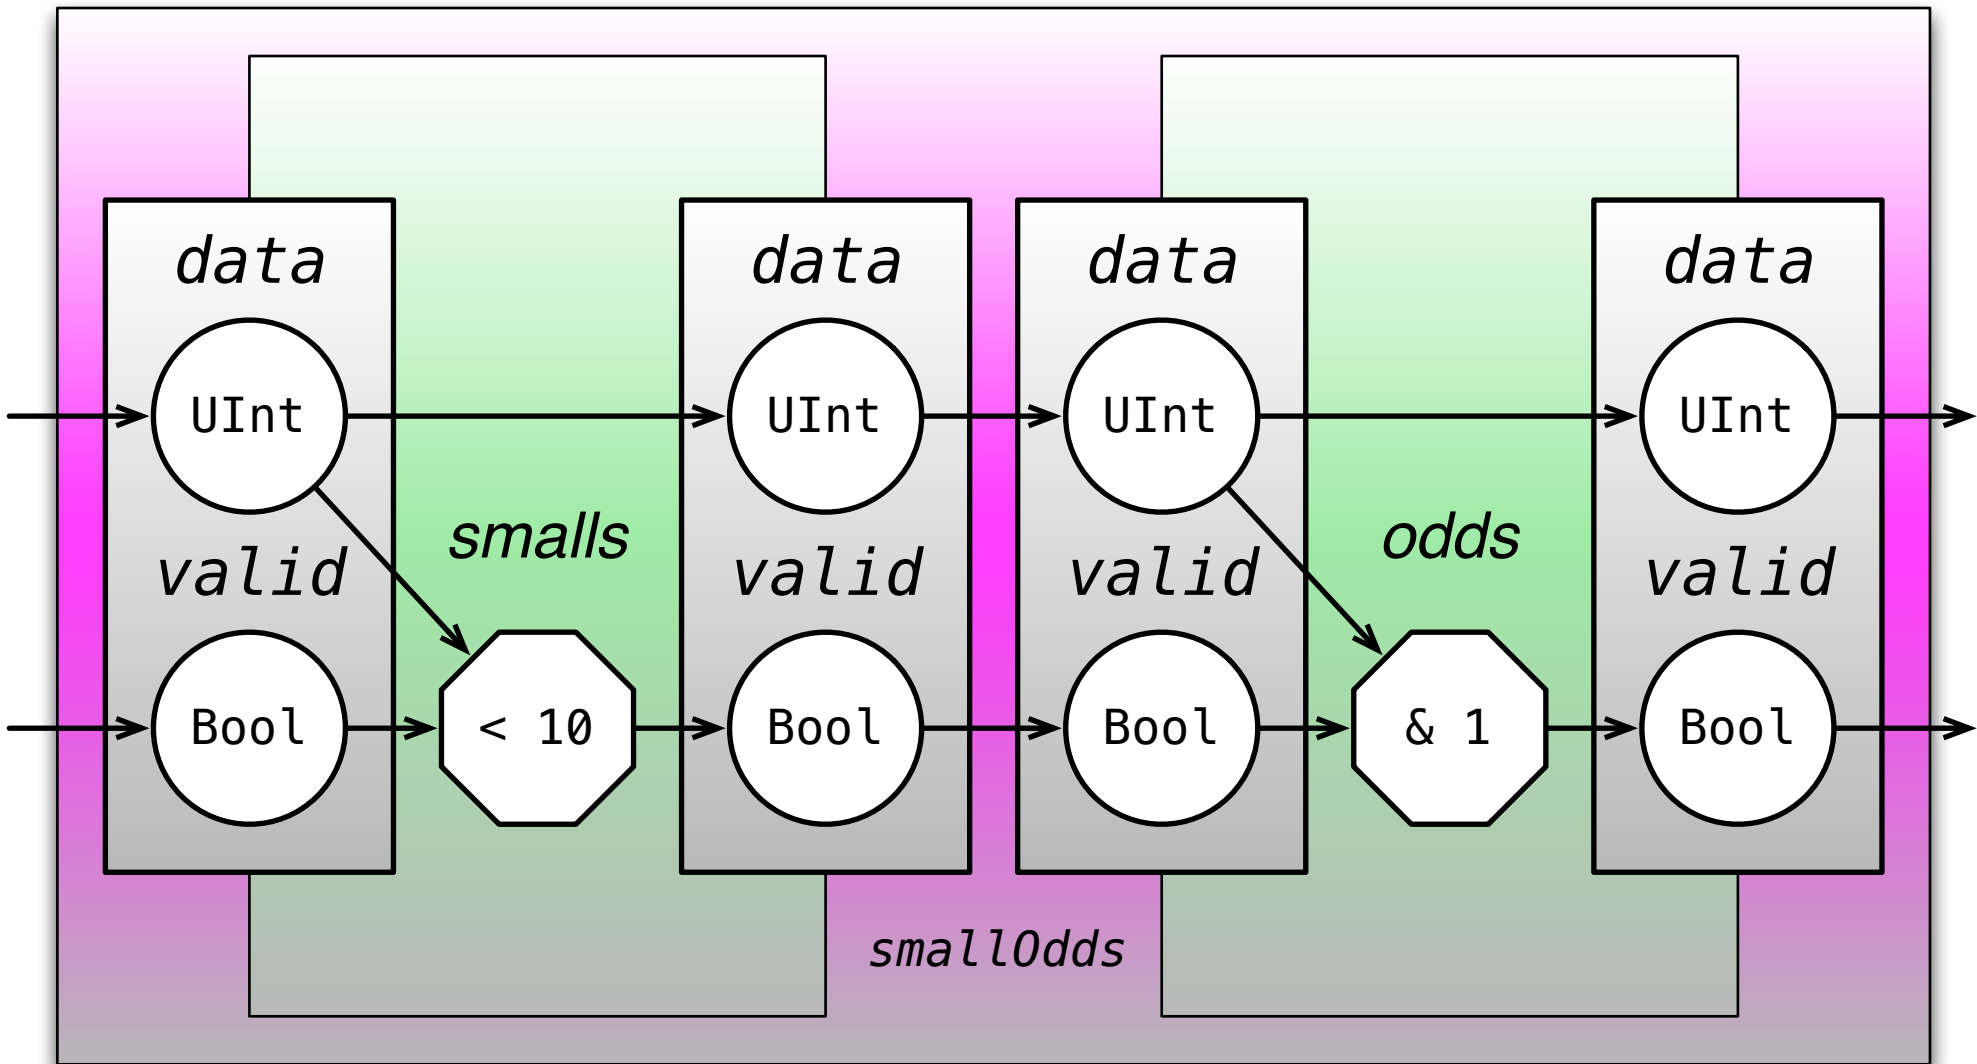 data data data data
UInt UInt UInt UInt
smalls odds
valid valid valid valid
Bool < 10 Bool Bool & 1 Bool
smallOdds